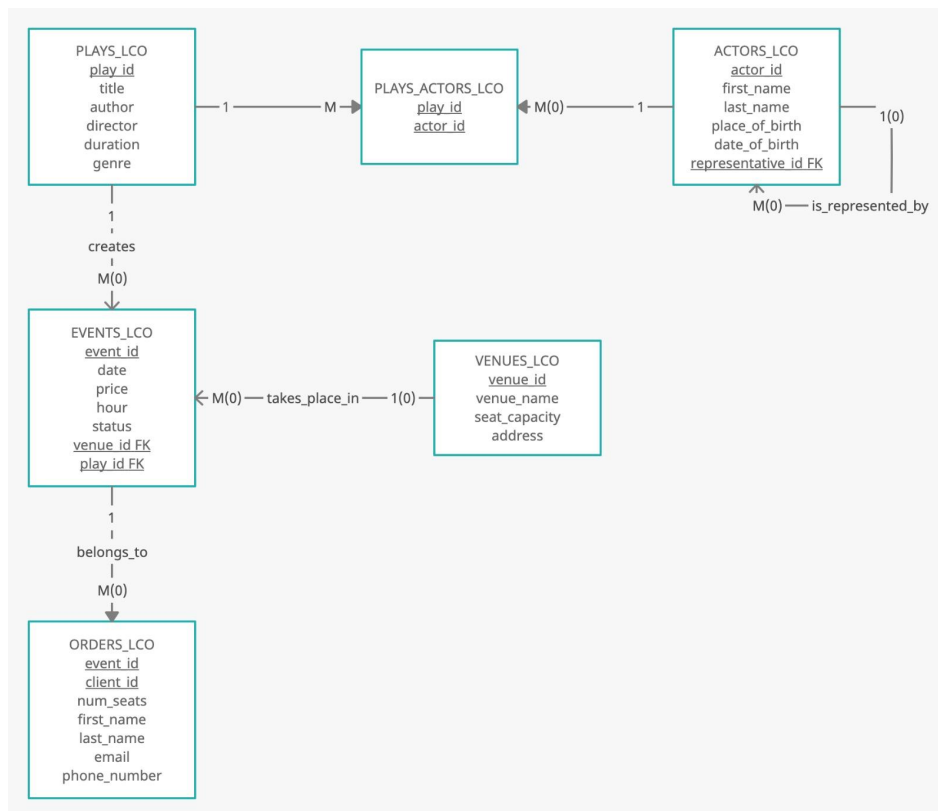 PLAYS_LCO
play_id
title
author
director
duration
genre
1
M
PLAYS_ACTORS_LCO
play_id
actor_id
M(0)
1
ACTORS_LCO
actor_id
first_name
last_name
place_of_birth
date_of_birth
representative_id FK
1(0)
M(0)
is_represented_by
1
creates
M(0)
EVENTS_LCO
event_id
date
price
hour
status
venue_id FK
play_id FK
M(0)
takes_place_in
1(0)
VENUES_LCO
venue_id
venue_name
seat_capacity
address
1
belongs_to
M(0)
ORDERS_LCO
event_id
client_id
num_seats
first_name
last_name
email
phone_number